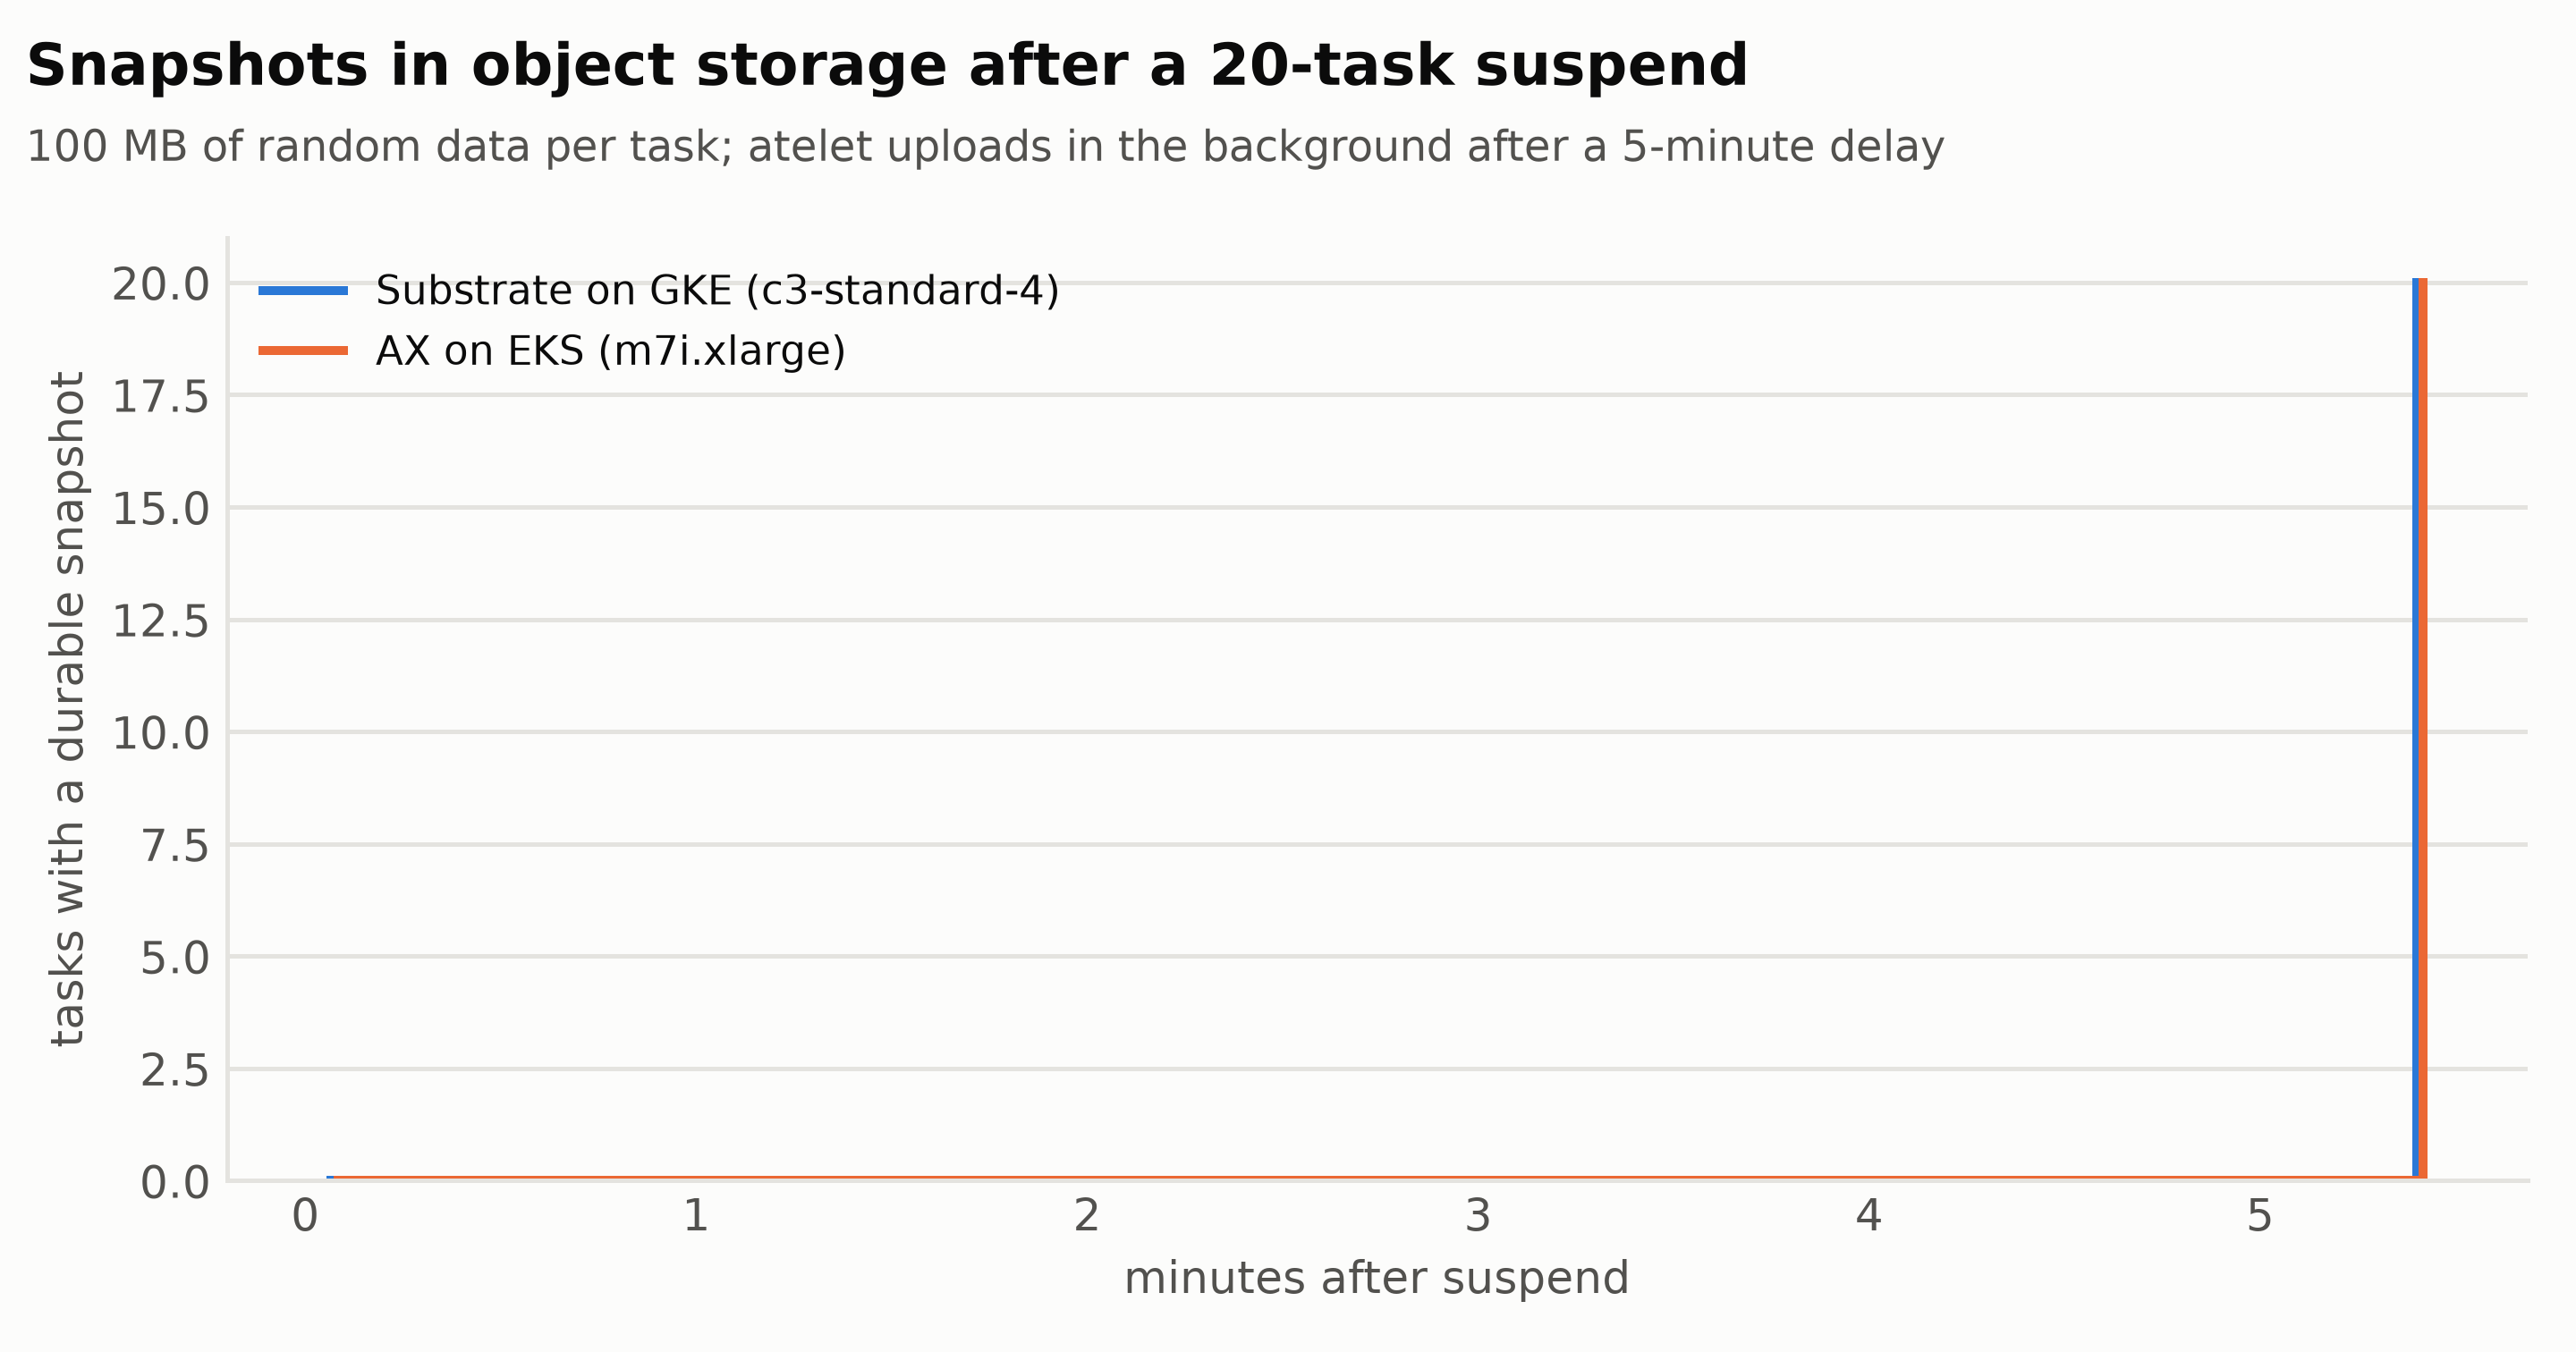 Snapshots in object storage after a 20-task suspend
100 MB of random data per task; atelet uploads in the background after a 5-minute delay
Substrate on GKE (c3-standard-4)
AX on EKS (m7i.xlarge)
tasks with a durable snapshot
20.0
17.5
15.0
12.5
10.0
7.5
5.0
2.5
0.0
0 1 2 3 4 5
minutes after suspend